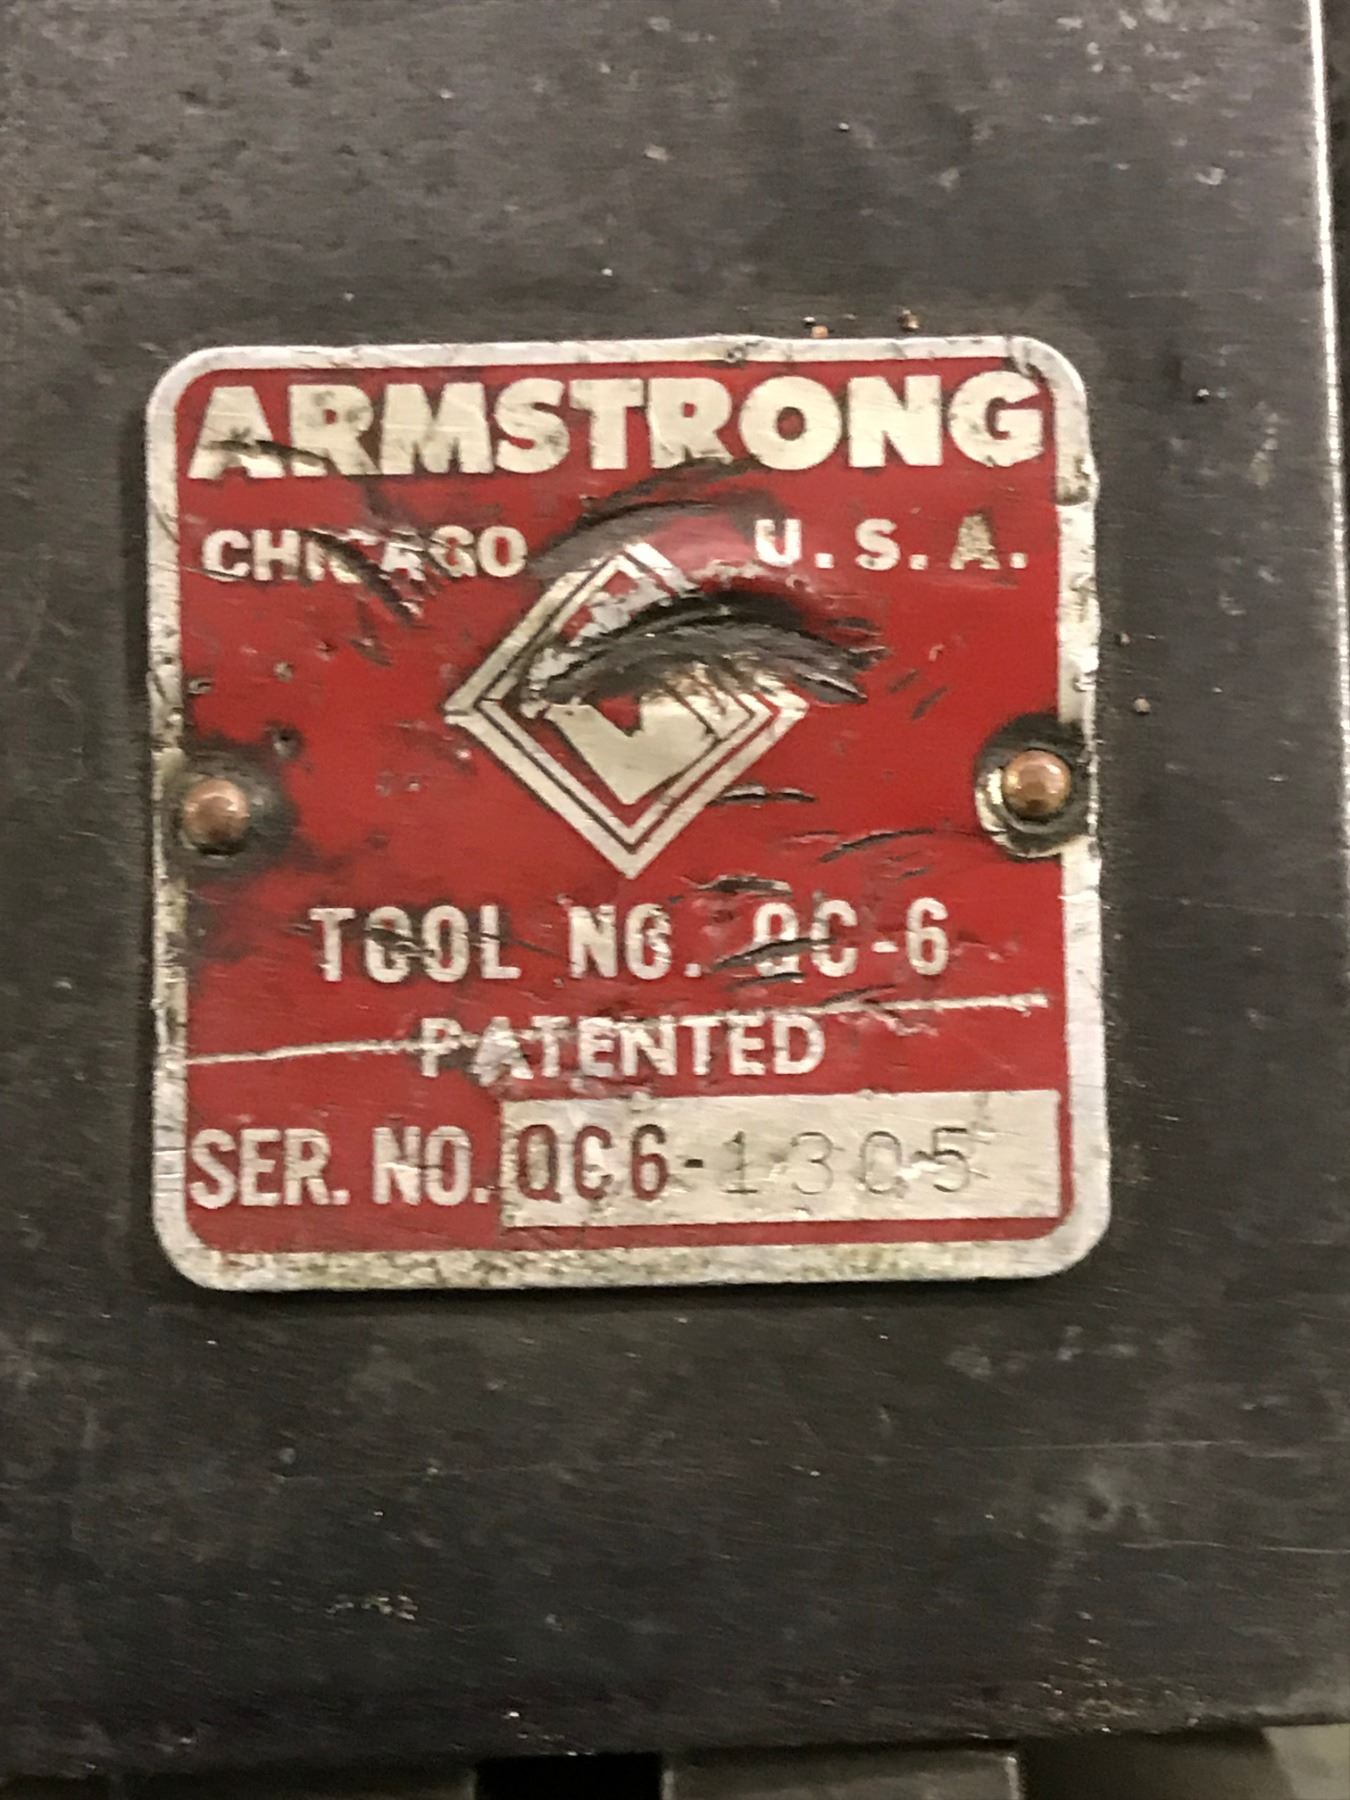 ARMSTRONG
CHICAGO U.S.A.
TOOL NO. QC-6
PATENTED
SER. NO. QC6-1305